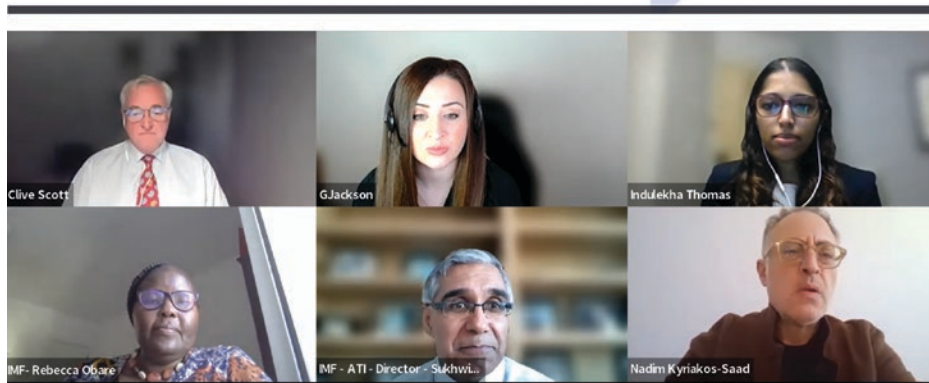 Clive Scott
GJackson
Indulekha Thomas
IMF- Rebecca Obare
IMF - ATI - Director - Sukhwi...
Nadim Kyriakos-Saad